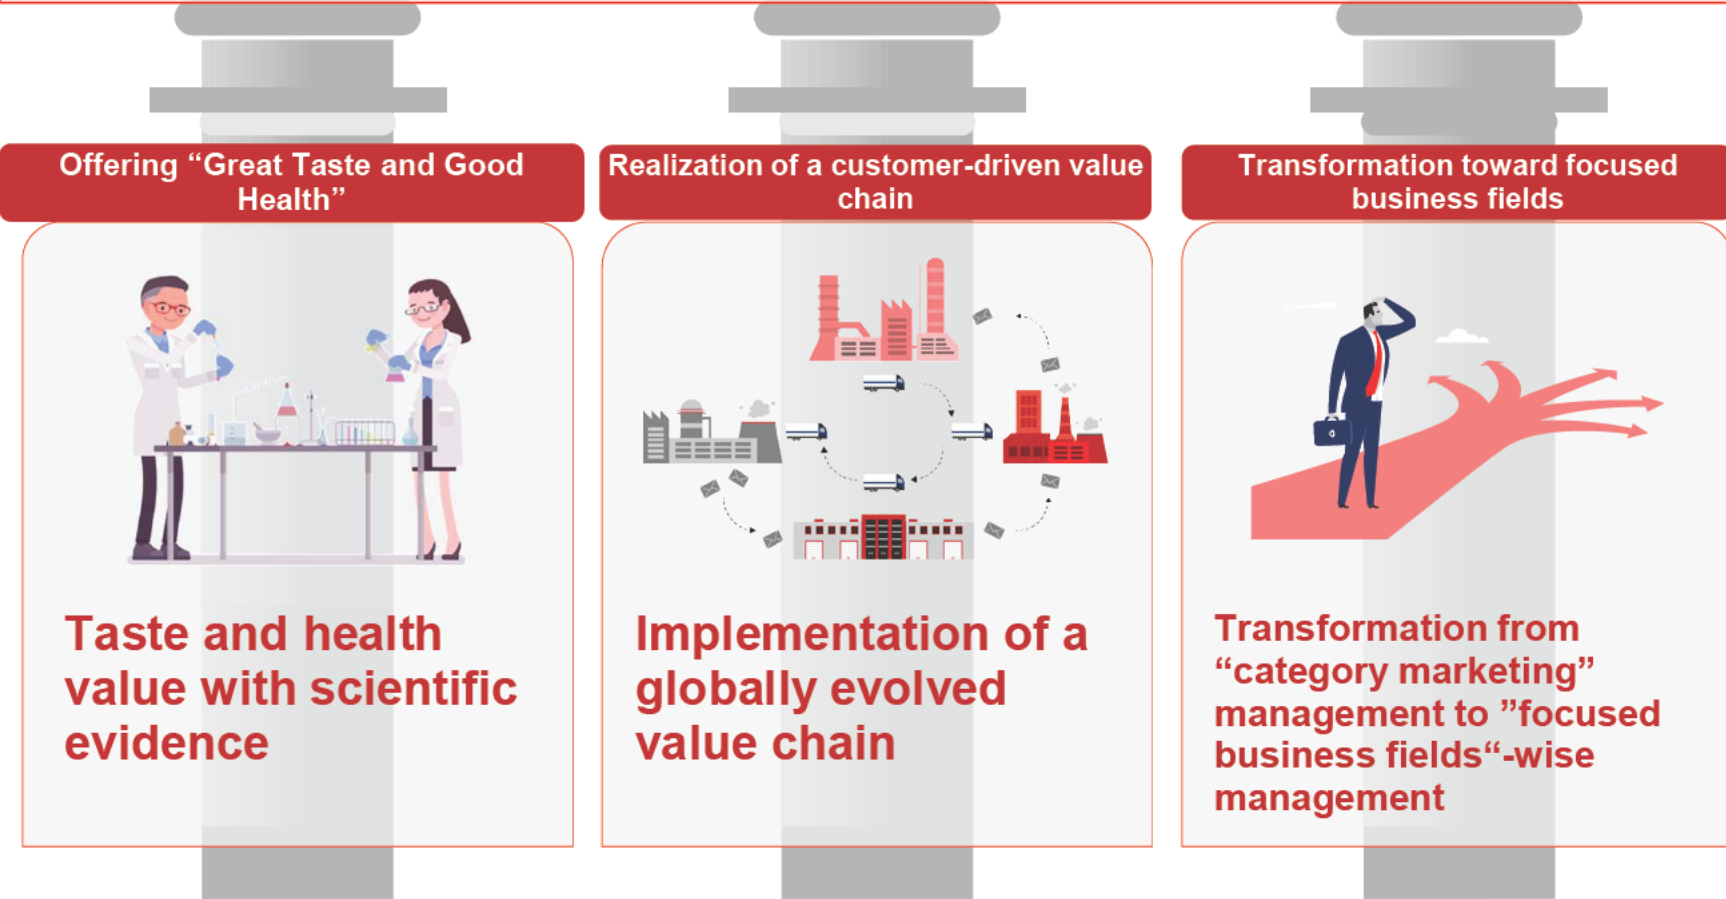 Offering “Great Taste and Good
Health”
Realization of a customer-driven value
chain
Transformation toward focused
business fields
Taste and health
value with scientific
evidence
Implementation of a
globally evolved
value chain
Transformation from
“category marketing”
management to ”focused
business fields“-wise
management